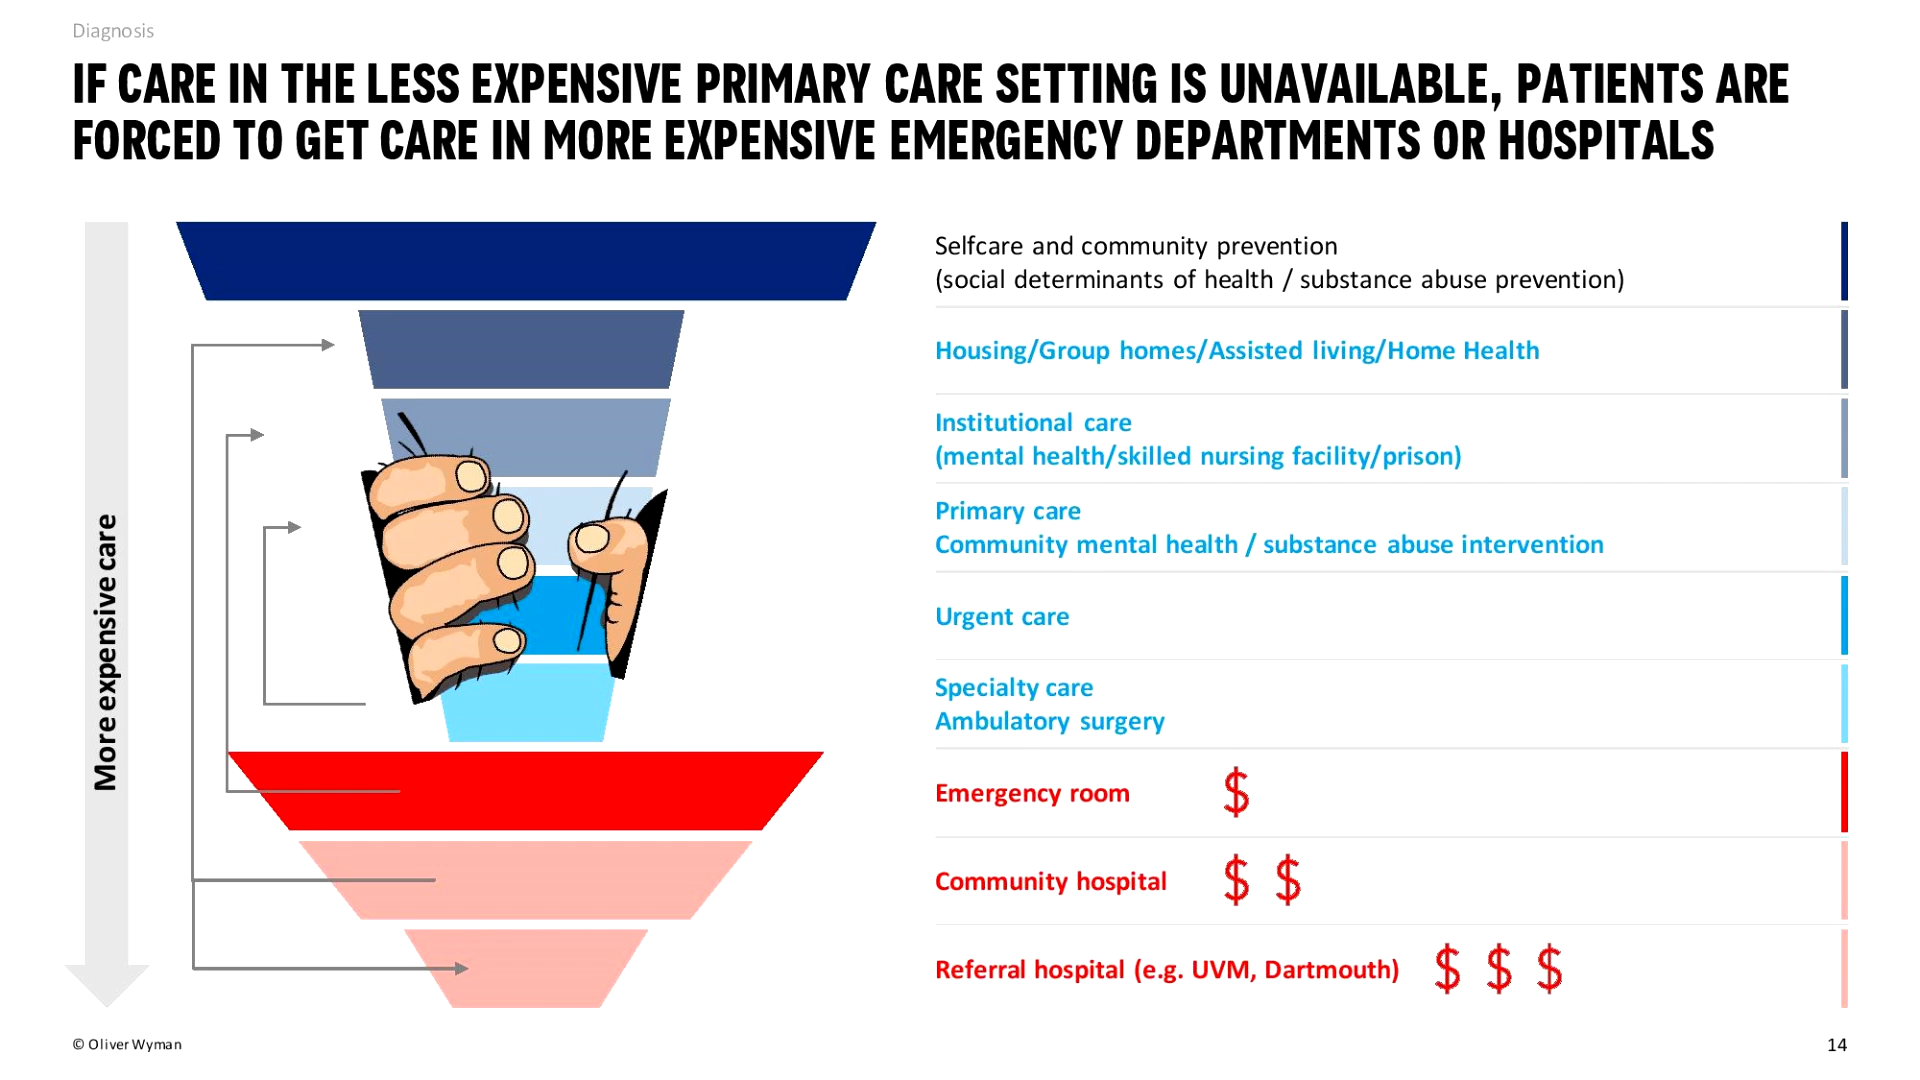 Diagnosis
IF CARE IN THE LESS EXPENSIVE PRIMARY CARE SETTING IS UNAVAILABLE, PATIENTS ARE
FORCED TO GET CARE IN MORE EXPENSIVE EMERGENCY DEPARTMENTS OR HOSPITALS
More expensive care
Selfcare and community prevention
(social determinants of health / substance abuse prevention)
Housing/Group homes/Assisted living/Home Health
Institutional care
(mental health/skilled nursing facility/prison)
Primary care
Community mental health / substance abuse intervention
Urgent care
Specialty care
Ambulatory surgery
Emergency room $
Community hospital $ $
Referral hospital (e.g. UVM, Dartmouth) $ $ $
© Oliver Wyman
14